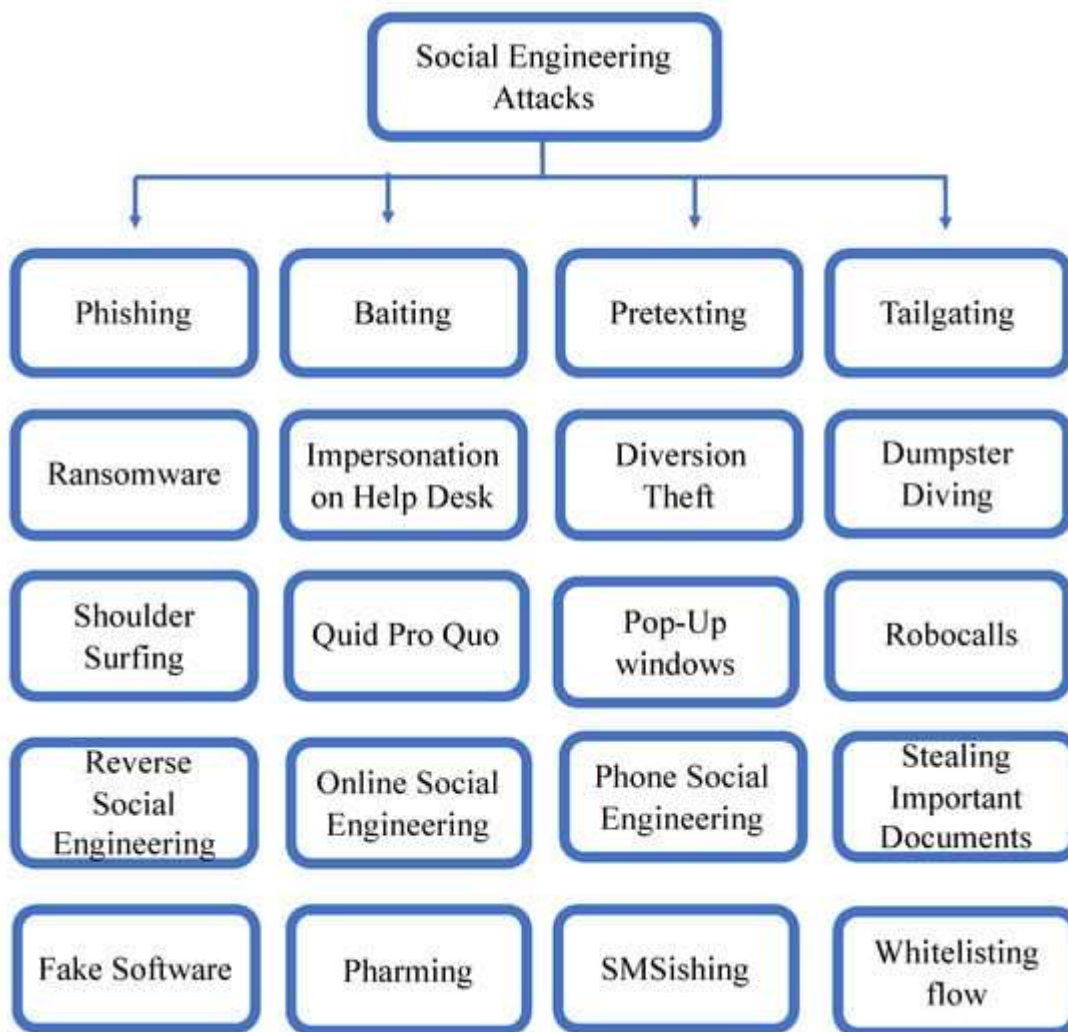 Social Engineering
Attacks
Phishing
Baiting
Pretexting
Tailgating
Ransomware
Impersonation
on Help Desk
Diversion
Theft
Dumpster
Diving
Shoulder
Surfing
Quid Pro Quo
Pop-Up
windows
Robocalls
Reverse
Social
Engineering
Online Social
Engineering
Phone Social
Engineering
Stealing
Important
Documents
Fake Software
Pharming
SMSishing
Whitelisting
flow